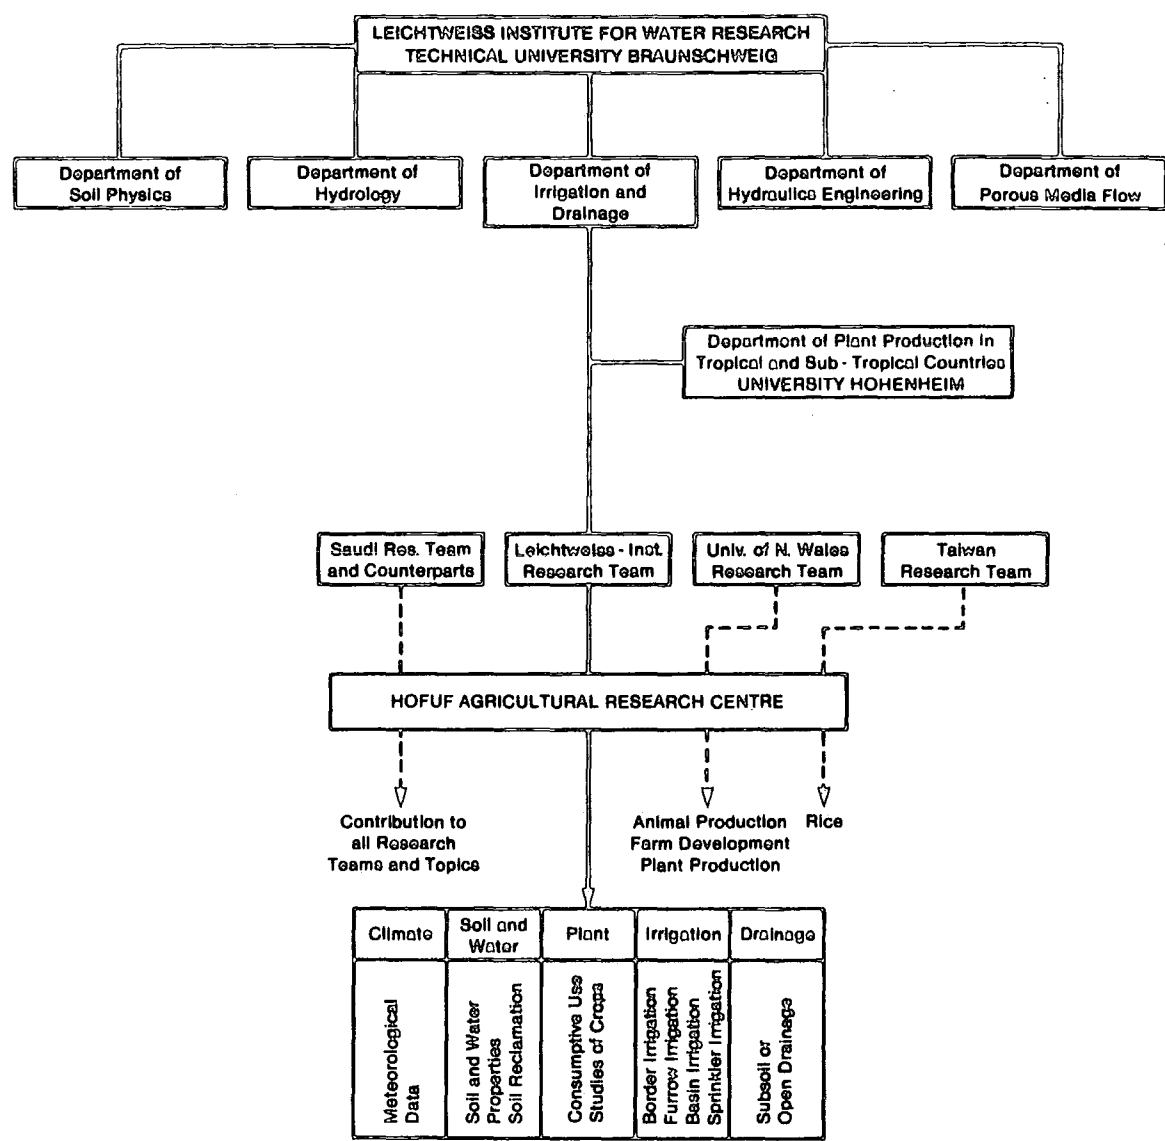 LEICHTWEISS INSTITUTE FOR WATER RESEARCH
TECHNICAL UNIVERSITY BRAUNSCHWEIG
Department of
Soil Physics
Department of
Hydrology
Department of
Irrigation and
Drainage
Department of
Hydraulics Engineering
Department of
Porous Media Flow
Department of Plant Production in
Tropical and Sub - Tropical Countries
UNIVERSITY HOHENHEIM
Saudi Res. Team
and Counterparts
Leichtweiss - Inst.
Research Team
Univ. of N. Wales
Research Team
Taiwan
Research Team
HOFUF AGRICULTURAL RESEARCH CENTRE
Contribution to
all Research
Teams and Topics
Animal Production
Farm Development
Plant Production
Rice
Climate
Soil and
Water
Plant
Irrigation
Drainage
Meteorological
Data
Soil and Water
Properties
Soil Reclamation
Consumptive Use
Studies of Crops
Border Irrigation
Furrow Irrigation
Basin Irrigation
Sprinkler Irrigation
Subsoil or
Open Drainage